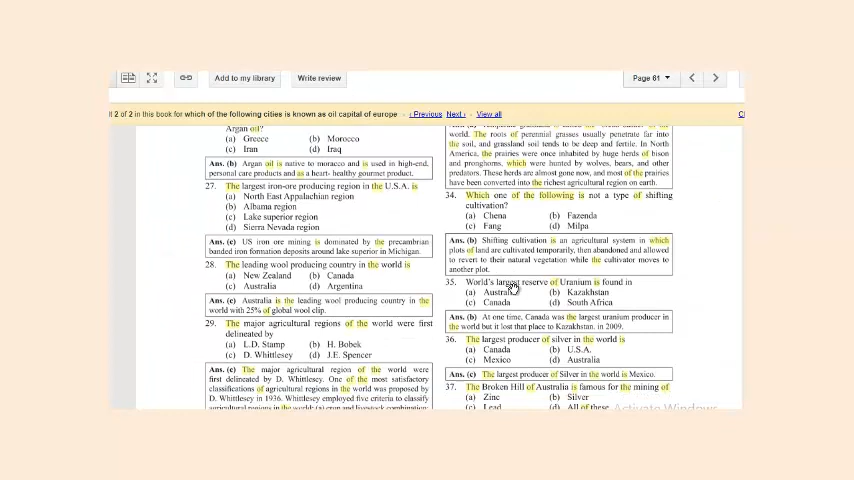 Add to my library
Write review
Page 61
lt 2 of 2 in this book for which of the following cities is known as oil capital of europe - ‹ Previous Next › - View all
Cl
Argan oil?
(a) Greece (b) Morocco
(c) Iran (d) Iraq
Ans. (b) Argan oil is native to morocco and is used in high-end,
personal care products and as a heart- healthy gourmet product.
27. The largest iron-ore producing region in the U.S.A. is
(a) North East Appalachian region
(b) Albama region
(c) Lake superior region
(d) Sierra Nevada region
Ans. (c) US iron ore mining is dominated by the precambrian
banded iron formation deposits around lake superior in Michigan.
28. The leading wool producing country in the world is
(a) New Zealand (b) Canada
(c) Australia (d) Argentina
Ans. (c) Australia is the leading wool producing country in the
world with 25% of global wool clip.
29. The major agricultural regions of the world were first
delineated by
(a) L.D. Stamp (b) H. Bobek
(c) D. Whittlesey (d) J.E. Spencer
Ans. (c) The major agricultural region of the world were
first delineated by D. Whittlesey. One of the most satisfactory
classifications of agricultural regions in the world was proposed by
D. Whittlesey in 1936. Whittlesey employed five criteria to classify
agricultural regions in the world: (a) crop and livestock combination;
world. The roots of perennial grasses usually penetrate far into
the soil, and grassland soil tends to be deep and fertile. In North
America, the prairies were once inhabited by huge herds of bison
and pronghorns, which were hunted by wolves, bears, and other
predators. These herds are almost gone now, and most of the prairies
have been converted into the richest agricultural region on earth.
34. Which one of the following is not a type of shifting
cultivation?
(a) Chena (b) Fazenda
(c) Fang (d) Milpa
Ans. (b) Shifting cultivation is an agricultural system in which
plots of land are cultivated temporarily, then abandoned and allowed
to revert to their natural vegetation while the cultivator moves to
another plot.
35. World's largest reserve of Uranium is found in
(a) Australia (b) Kazakhstan
(c) Canada (d) South Africa
Ans. (b) At one time, Canada was the largest uranium producer in
the world but it lost that place to Kazakhstan. in 2009.
36. The largest producer of silver in the world is
(a) Canada (b) U.S.A.
(c) Mexico (d) Australia
Ans. (c) The largest producer of Silver in the world is Mexico.
37. The Broken Hill of Australia is famous for the mining of
(a) Zinc (b) Silver
(c) Lead (d) All of these
Activate Windows